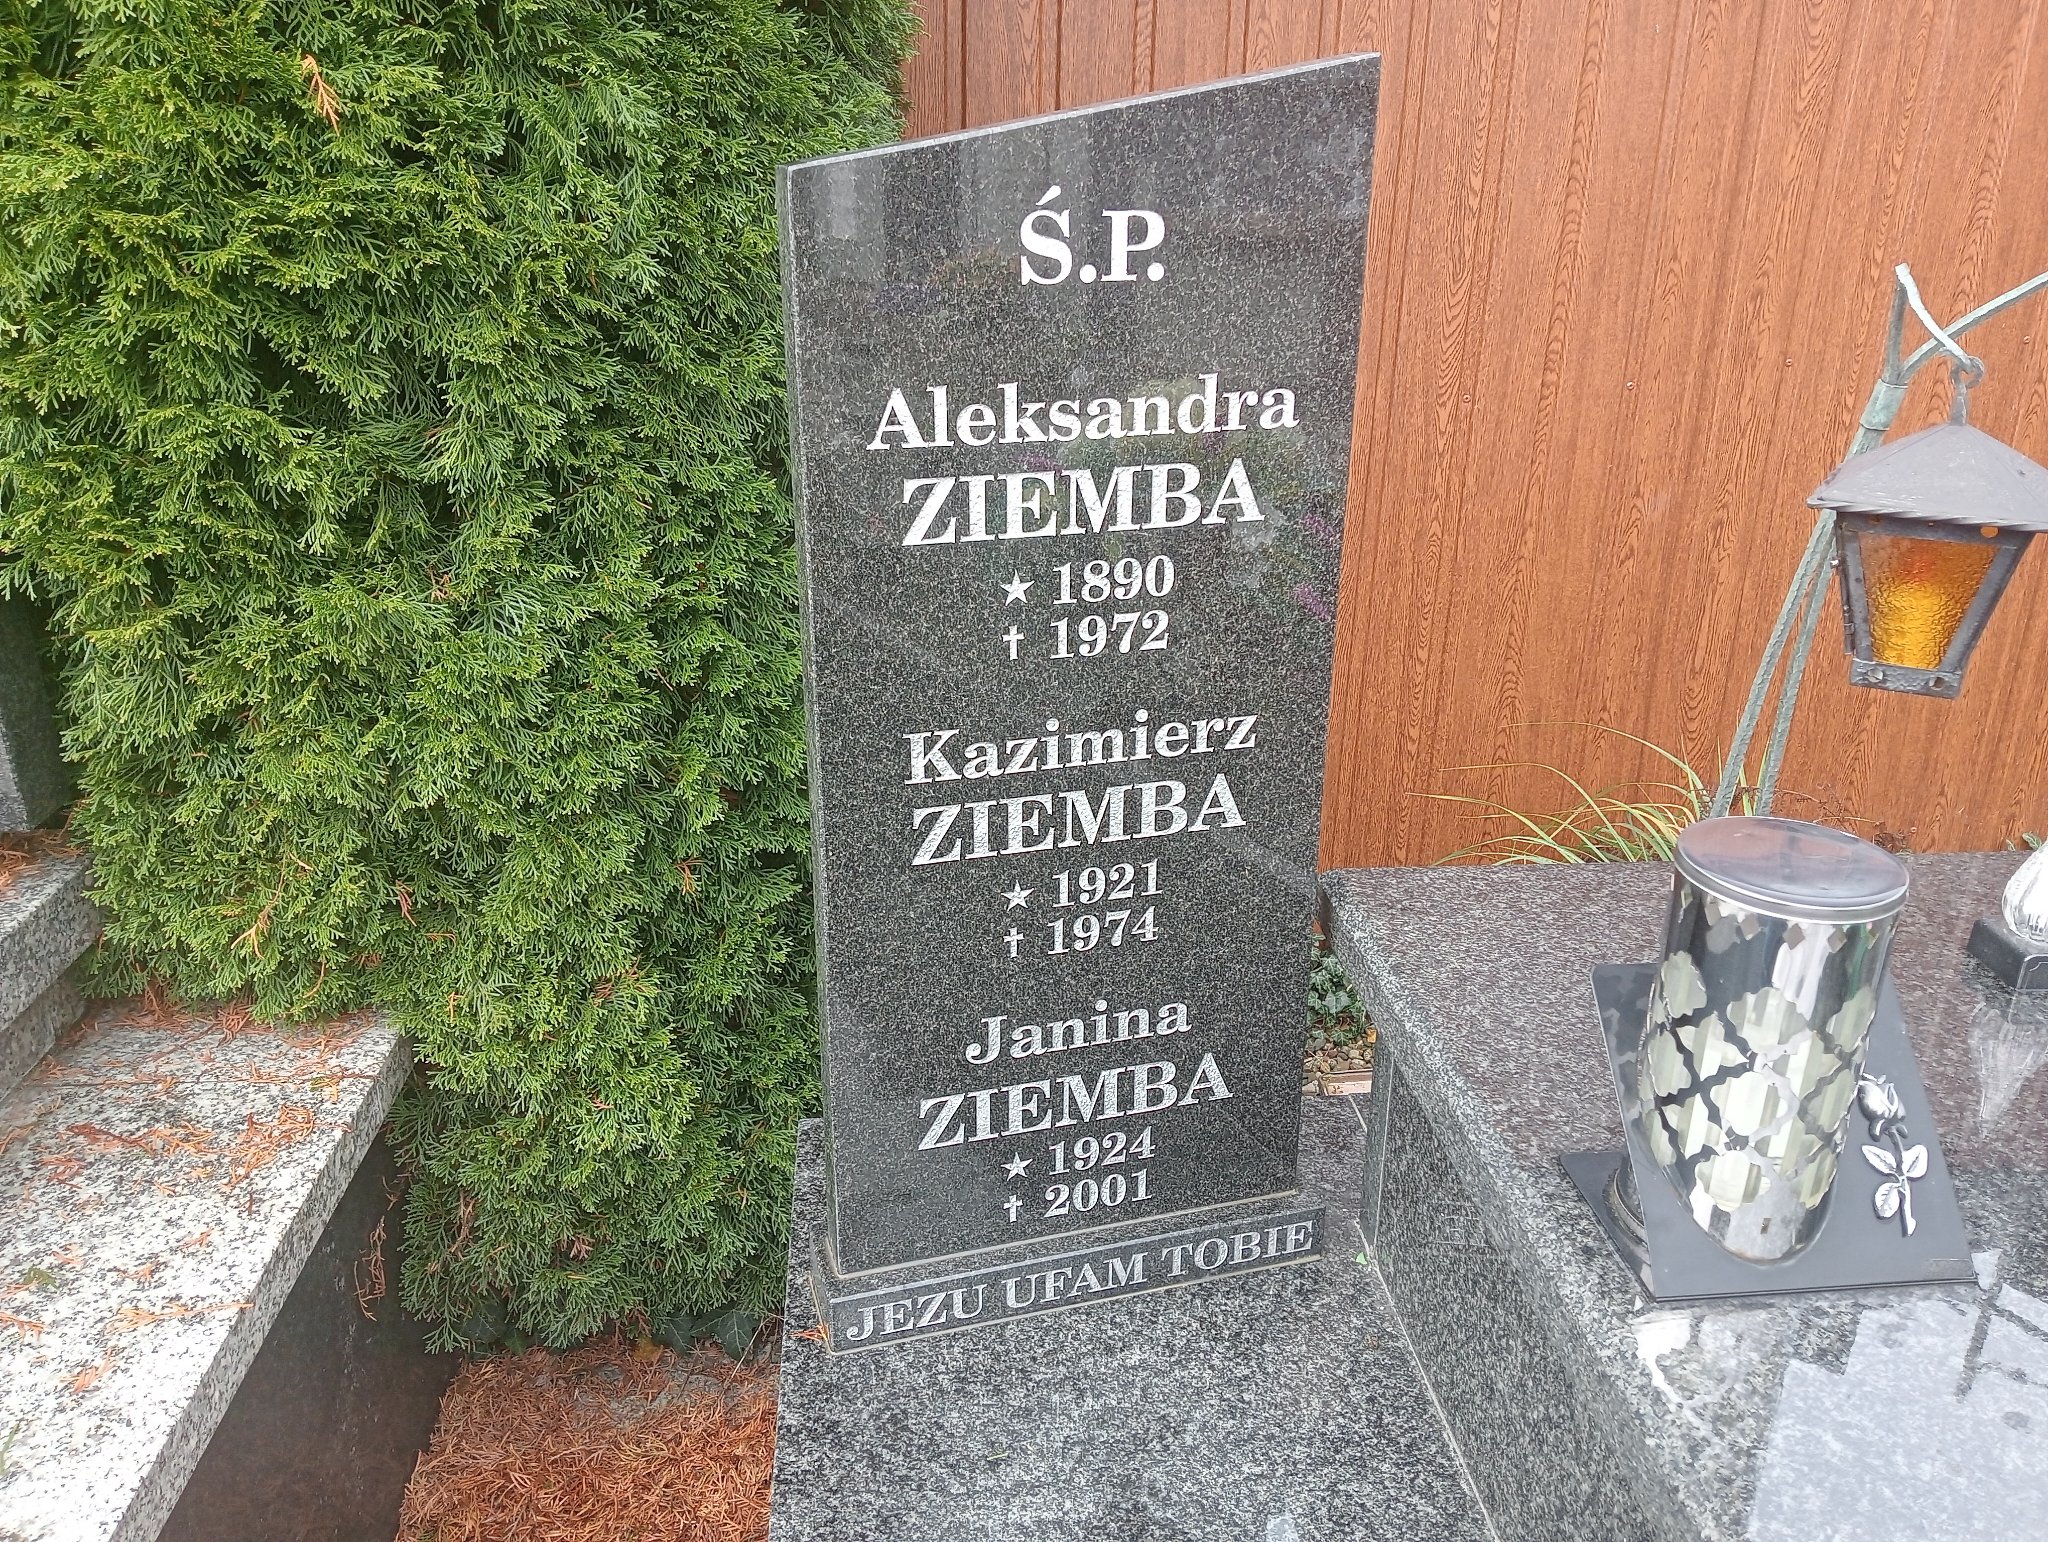 Ś.P.
Aleksandra
ZIEMBA
★ 1890
✝ 1972
Kazimierz
ZIEMBA
★ 1921
✝ 1974
Janina
ZIEMBA
★ 1924
✝ 2001
JEZU UFAM TOBIE